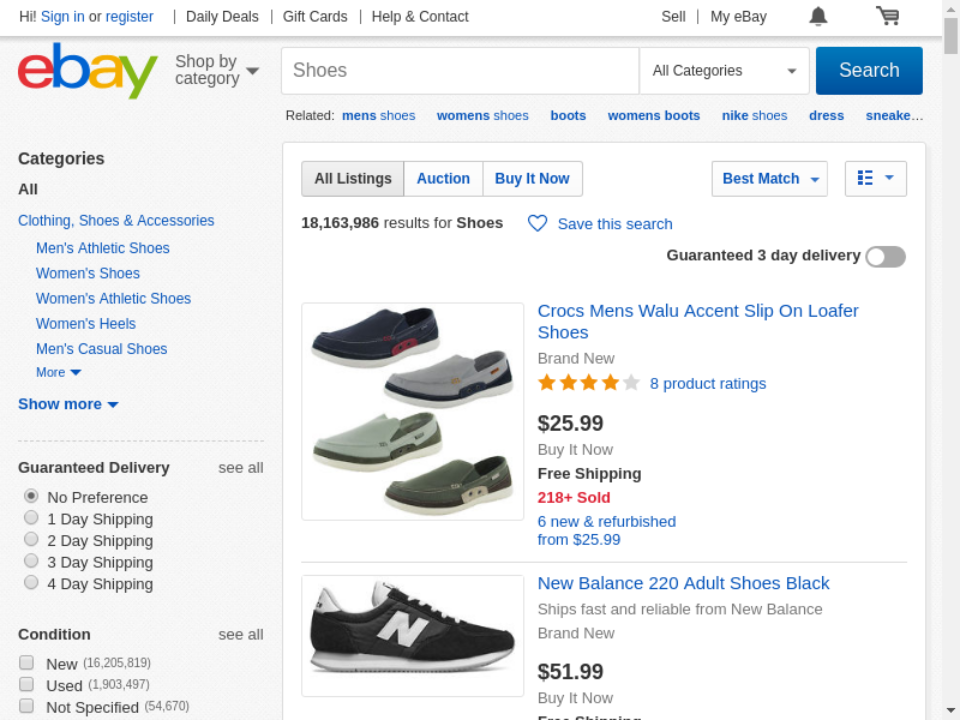 Hi! Sign in or register
Daily Deals
Gift Cards
Help & Contact
Sell
My eBay
ebay
Shop by
category
Shoes
All Categories
Search
Related: mens shoes womens shoes boots womens boots nike shoes dress sneake...
Categories
All
Clothing, Shoes & Accessories
Men's Athletic Shoes
Women's Shoes
Women's Athletic Shoes
Women's Heels
Men's Casual Shoes
More
Show more
Guaranteed Delivery see all
No Preference
1 Day Shipping
2 Day Shipping
3 Day Shipping
4 Day Shipping
Condition see all
New (16,205,819)
Used (1,903,497)
Not Specified (54,670)
All Listings
Auction
Buy It Now
Best Match
18,163,986 results for Shoes
Save this search
Guaranteed 3 day delivery
Crocs Mens Walu Accent Slip On Loafer
Shoes
Brand New
8 product ratings
$25.99
Buy It Now
Free Shipping
218+ Sold
6 new & refurbished
from $25.99
N
New Balance 220 Adult Shoes Black
Ships fast and reliable from New Balance
Brand New
$51.99
Buy It Now
Free Shipping